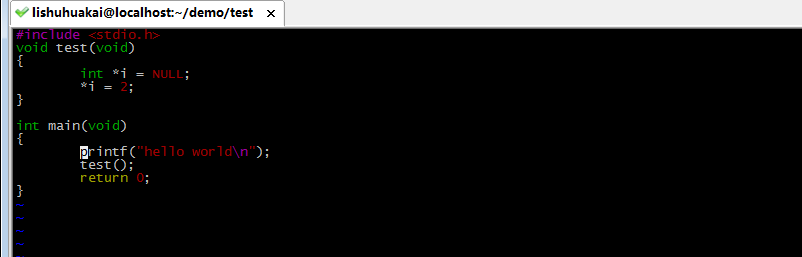 lishuhuakai@localhost:~/demo/test ×
#include <stdio.h>
void test(void)
{
        int *i = NULL;
        *i = 2;
}

int main(void)
{
        printf("hello world\n");
        test();
        return 0;
}
~
~
~
~
~